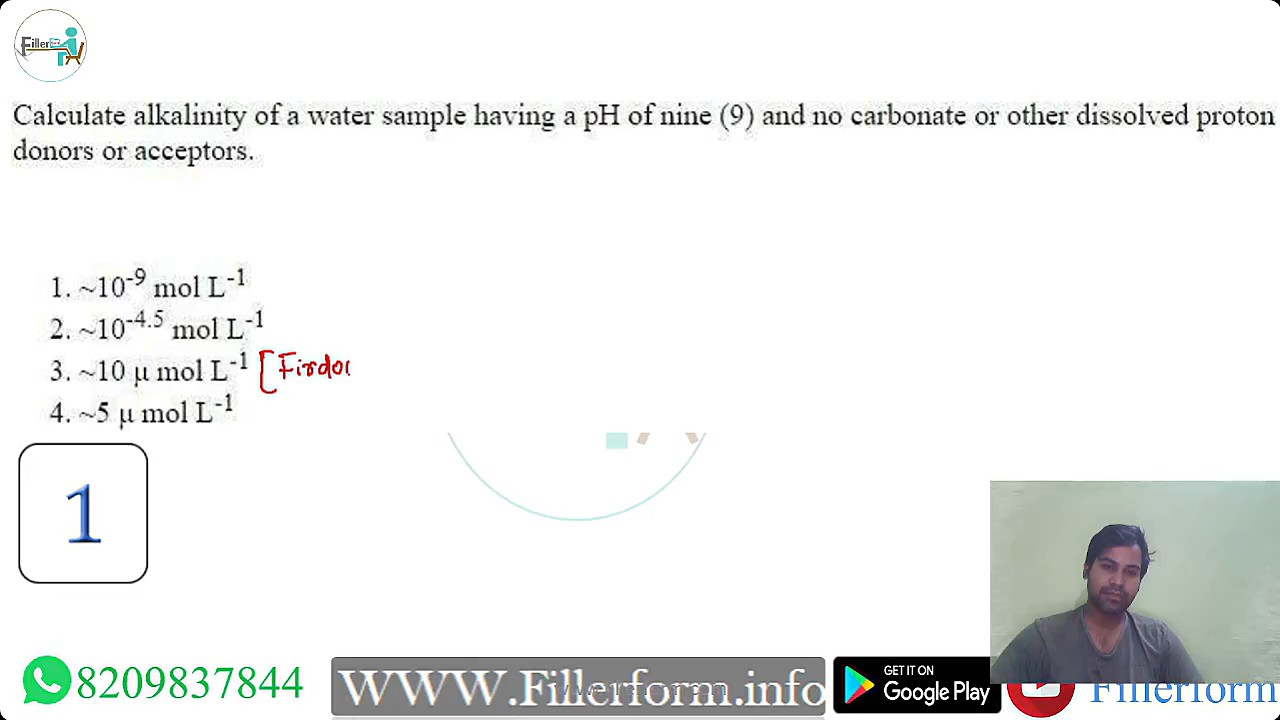 Filler
Calculate alkalinity of a water sample having a pH of nine (9) and no carbonate or other dissolved proton
donors or acceptors.
1. ~10⁻⁹ mol L⁻¹
2. ~10⁻⁴·⁵ mol L⁻¹
3. ~10 μ mol L⁻¹ [Firdo
4. ~5 μ mol L⁻¹
1
8209837844
WWW.Fillerform.info
GET IT ON
Google Play
Fillerform